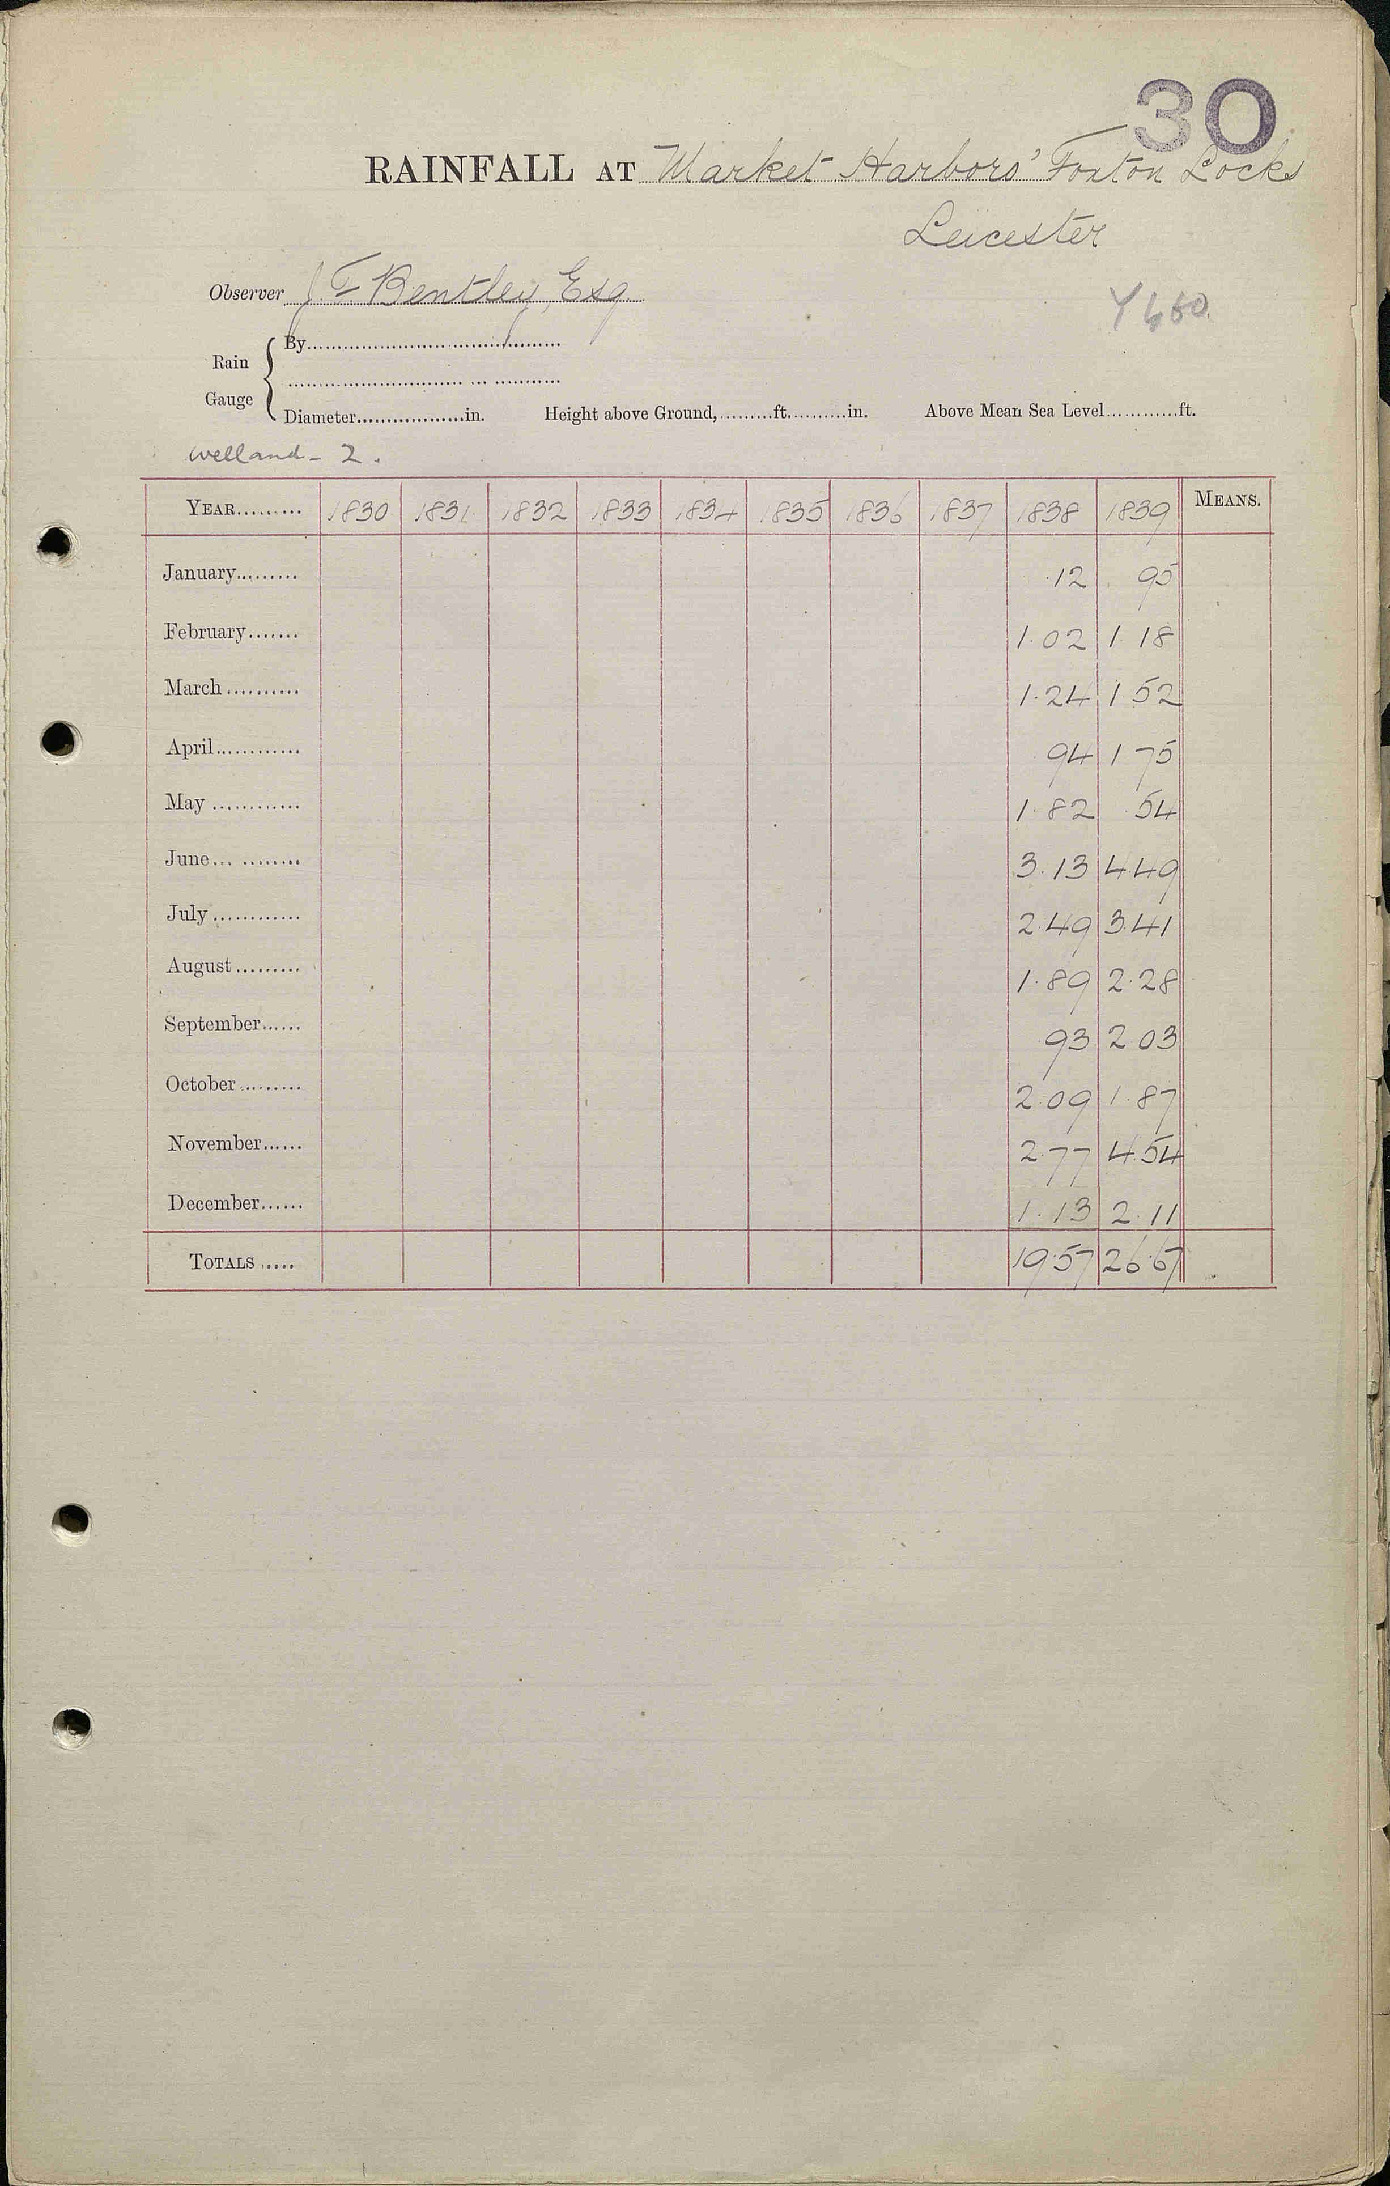 30
RAINFALL AT Market Harboro' Foxton Locks
Leicester
Observer J. F Bentley, Esq.
Rain Gauge
By
Diameter in. Height above Ground, ft. in. Above Mean Sea Level ft.
welland - 2.
YEAR 1830 1831 1832 1833 1834 1835 1836 1837 1838 1839 MEANS.
January .12 95
February 1.02 1 18
March 1.24 1 52
April 94 1 75
May 1.82 .54
June 3.13 4 49
July 2.49 3.41
August 1.89 2.28
September 93 2 03
October 2.09 1.87
November 2.77 4.54
December 1.13 2.11
TOTALS 19.57 26.67